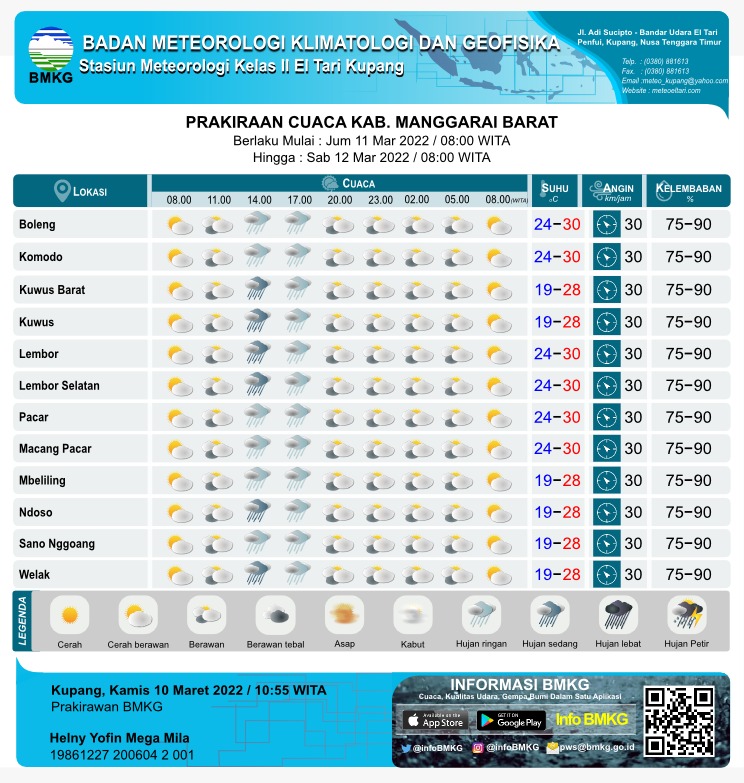 BMKG
BADAN METEOROLOGI KLIMATOLOGI DAN GEOFISIKA
Stasiun Meteorologi Kelas II El Tari Kupang
Jl. Adi Sucipto - Bandar Udara El Tari
Penfui, Kupang, Nusa Tenggara Timur
Telp. : (0380) 881613
Fax. : (0380) 881613
Email :meteo_kupang@yahoo.com
Website : meteoeltari.com
PRAKIRAAN CUACA KAB. MANGGARAI BARAT
Berlaku Mulai : Jum 11 Mar 2022 / 08:00 WITA
Hingga : Sab 12 Mar 2022 / 08:00 WITA
LOKASI CUACA SUHU °C ANGIN km/jam KELEMBABAN %
08.00 11.00 14.00 17.00 20.00 23.00 02.00 05.00 08.00(WITA)
Boleng 24-30 30 75-90
Komodo 24-30 30 75-90
Kuwus Barat 19-28 30 75-90
Kuwus 19-28 30 75-90
Lembor 24-30 30 75-90
Lembor Selatan 24-30 30 75-90
Pacar 24-30 30 75-90
Macang Pacar 24-30 30 75-90
Mbeliling 19-28 30 75-90
Ndoso 19-28 30 75-90
Sano Nggoang 19-28 30 75-90
Welak 19-28 30 75-90
LEGENDA
Cerah Cerah berawan Berawan Berawan tebal Asap Kabut Hujan ringan Hujan sedang Hujan lebat Hujan Petir
Kupang, Kamis 10 Maret 2022 / 10:55 WITA
Prakirawan BMKG
Helny Yofin Mega Mila
19861227 200604 2 001
INFORMASI BMKG
Cuaca, Kualitas Udara, Gempa Bumi Dalam Satu Aplikasi
Available on the App Store GET IT ON Google Play Info BMKG
@infoBMKG @infoBMKG pws@bmkg.go.id